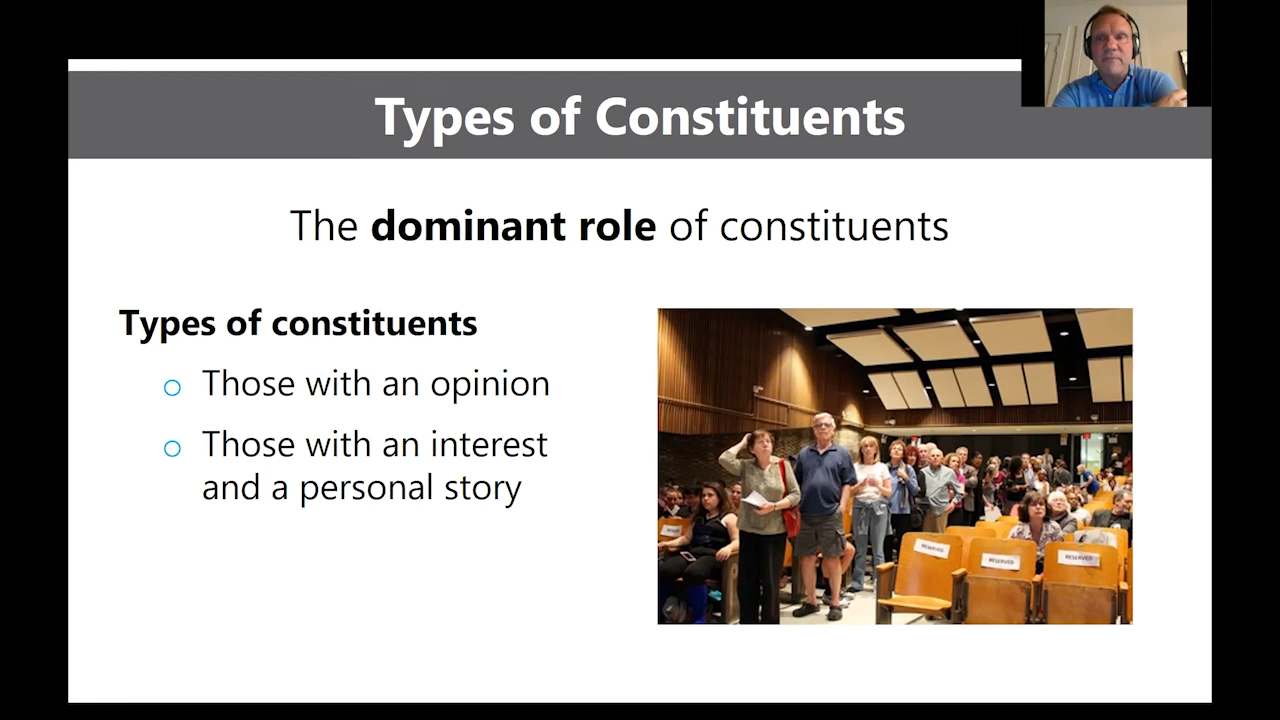 Types of Constituents
The dominant role of constituents
Types of constituents
Those with an opinion
Those with an interest
and a personal story
RESERVED
RESERVED
RESERVED